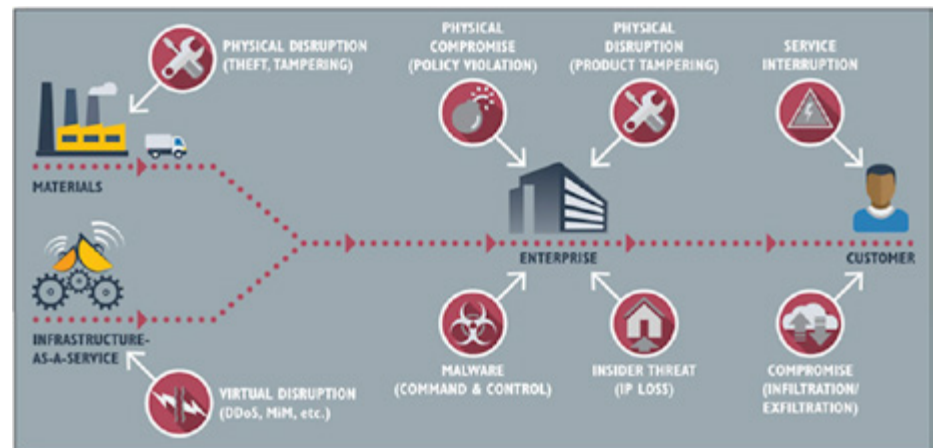 PHYSICAL DISRUPTION
(THEFT, TAMPERING)
PHYSICAL
COMPROMISE
(POLICY VIOLATION)
PHYSICAL
DISRUPTION
(PRODUCT TAMPERING)
SERVICE
INTERRUPTION
MATERIALS
ENTERPRISE
CUSTOMER
INFRASTRUCTURE-
AS-A-SERVICE
VIRTUAL DISRUPTION
(DDoS, MiM, etc.)
MALWARE
(COMMAND & CONTROL)
INSIDER THREAT
(IP LOSS)
COMPROMISE
(INFILTRATION/
EXFILTRATION)